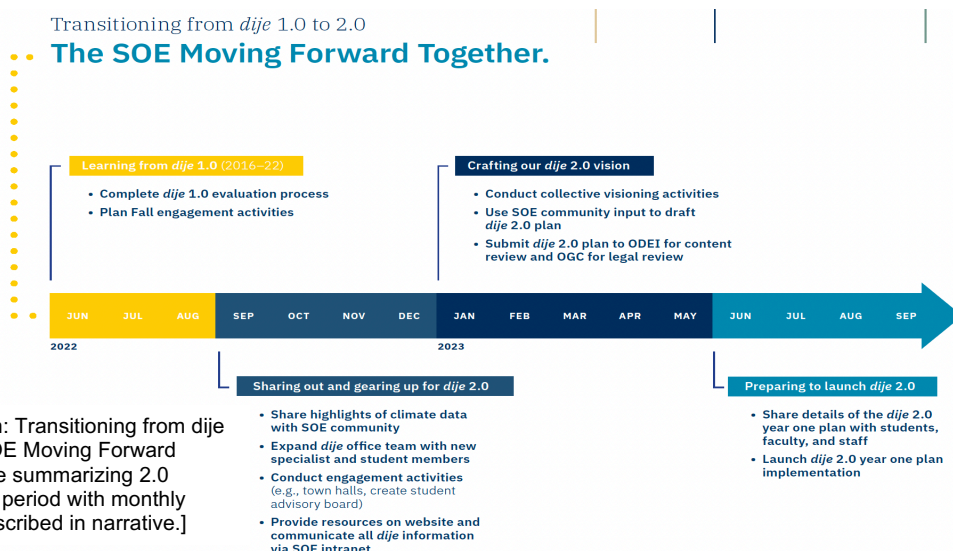 Transitioning from dije 1.0 to 2.0
The SOE Moving Forward Together.
Learning from dije 1.0 (2016–22)
• Complete dije 1.0 evaluation process
• Plan Fall engagement activities
Crafting our dije 2.0 vision
• Conduct collective visioning activities
• Use SOE community input to draft
dije 2.0 plan
• Submit dije 2.0 plan to ODEI for content
review and OGC for legal review
JUN JUL AUG SEP OCT NOV DEC JAN FEB MAR APR MAY JUN JUL AUG SEP
2022 2023
Sharing out and gearing up for dije 2.0
• Share highlights of climate data
with SOE community
• Expand dije office team with new
specialist and student members
• Conduct engagement activities
(e.g., town halls, create student
advisory board)
• Provide resources on website and
communicate all dije information
via SOE intranet
Preparing to launch dije 2.0
• Share details of the dije 2.0
year one plan with students,
faculty, and staff
• Launch dije 2.0 year one plan
implementation
: Transitioning from dije
OE Moving Forward
summarizing 2.0
period with monthly
scribed in narrative.]